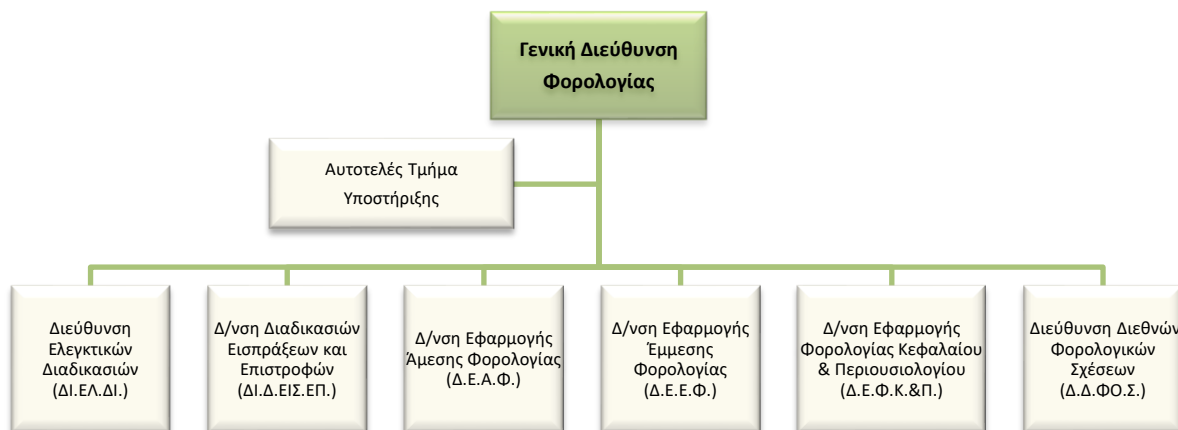 Γενική Διεύθυνση
Φορολογίας
Αυτοτελές Τμήμα
Υποστήριξης
Διεύθυνση
Ελεγκτικών
Διαδικασιών
(ΔΙ.ΕΛ.ΔΙ.)
Δ/νση Διαδικασιών
Εισπράξεων και
Επιστροφών
(ΔΙ.Δ.ΕΙΣ.ΕΠ.)
Δ/νση Εφαρμογής
Άμεσης Φορολογίας
(Δ.Ε.Α.Φ.)
Δ/νση Εφαρμογής
Έμμεσης
Φορολογίας
(Δ.Ε.Ε.Φ.)
Δ/νση Εφαρμογής
Φορολογίας Κεφαλαίου
& Περιουσιολογίου
(Δ.Ε.Φ.Κ.&Π.)
Διεύθυνση Διεθνών
Φορολογικών
Σχέσεων
(Δ.Δ.ΦΟ.Σ.)